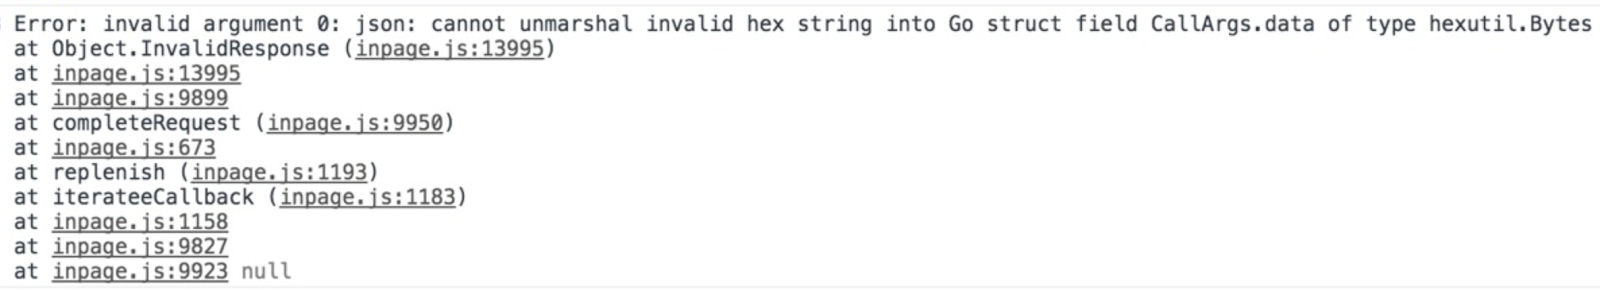 Error: invalid argument 0: json: cannot unmarshal invalid hex string into Go struct field CallArgs.data of type hexutil.Bytes
at Object.InvalidResponse (inpage.js:13995)
at inpage.js:13995
at inpage.js:9899
at completeRequest (inpage.js:9950)
at inpage.js:673
at replenish (inpage.js:1193)
at iterateeCallback (inpage.js:1183)
at inpage.js:1158
at inpage.js:9827
at inpage.js:9923 null